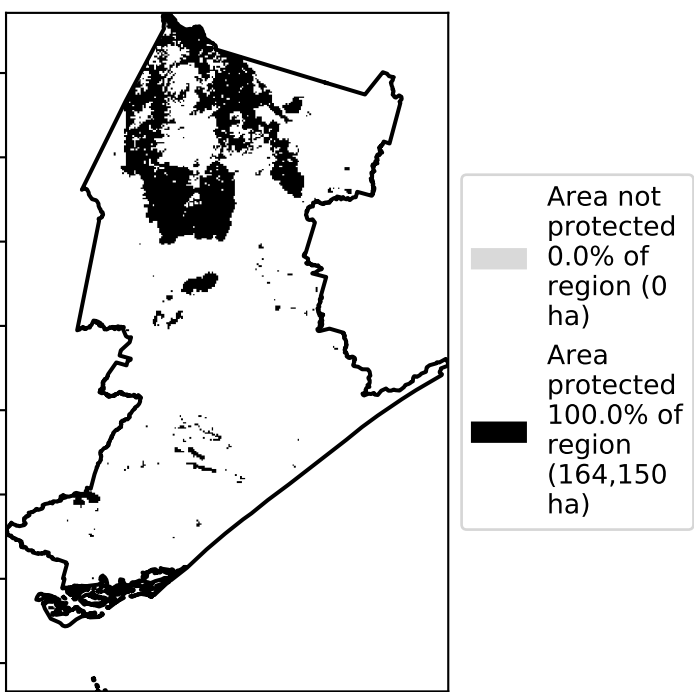 Area not
protected
0.0% of
region (0
ha)
Area
protected
100.0% of
region
(164,150
ha)